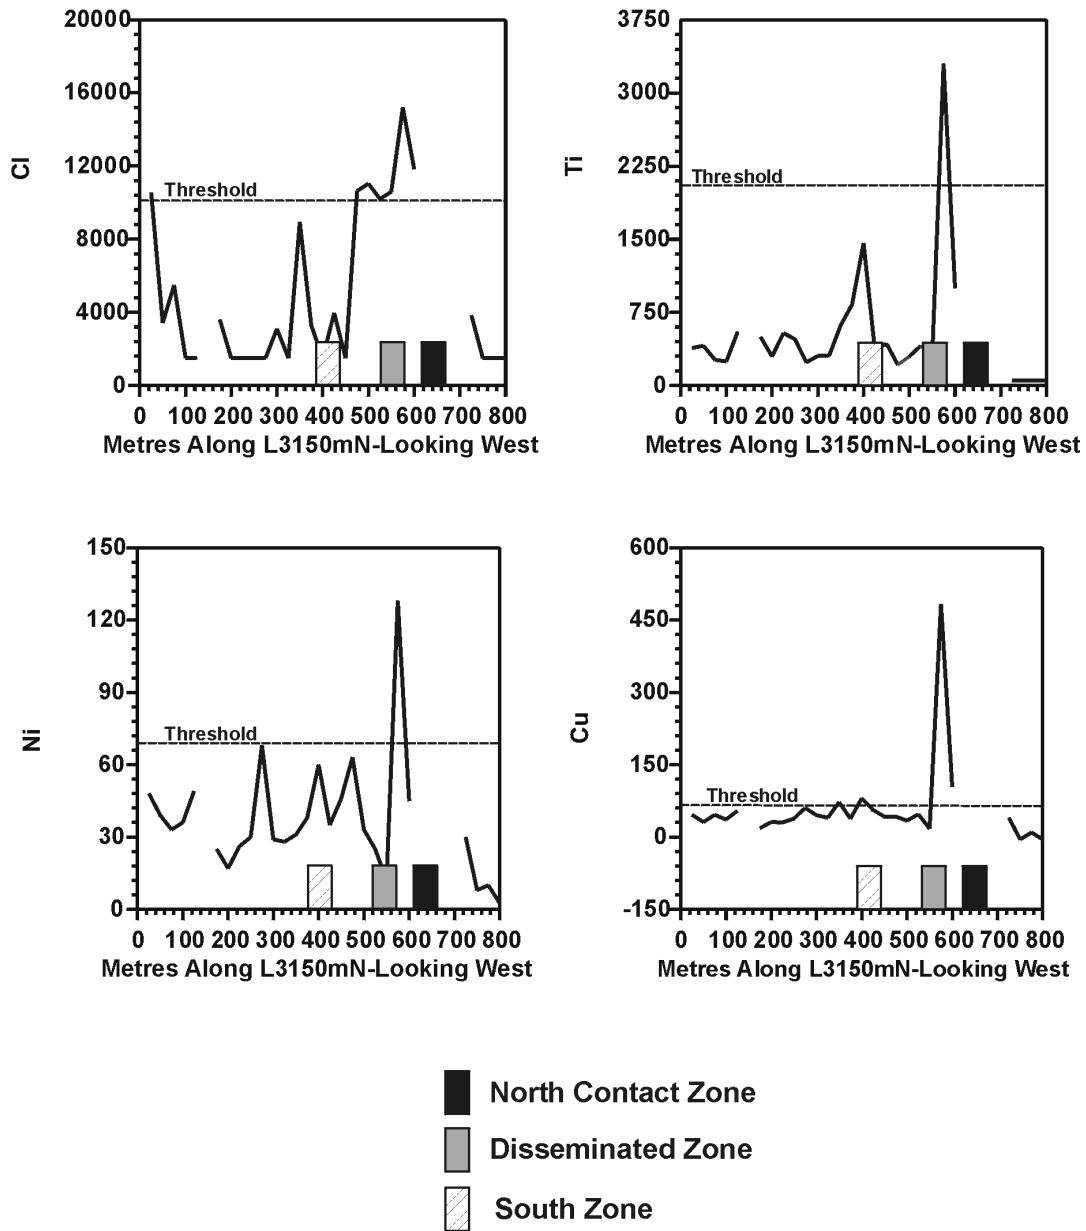 20000
16000
12000
8000
4000
0
Cl
Threshold
0 100 200 300 400 500 600 700 800
Metres Along L3150mN-Looking West
3750
3000
2250
1500
750
0
Ti
Threshold
0 100 200 300 400 500 600 700 800
Metres Along L3150mN-Looking West
150
120
90
60
30
0
Ni
Threshold
0 100 200 300 400 500 600 700 800
Metres Along L3150mN-Looking West
600
450
300
150
0
-150
Cu
Threshold
0 100 200 300 400 500 600 700 800
Metres Along L3150mN-Looking West
North Contact Zone
Disseminated Zone
South Zone